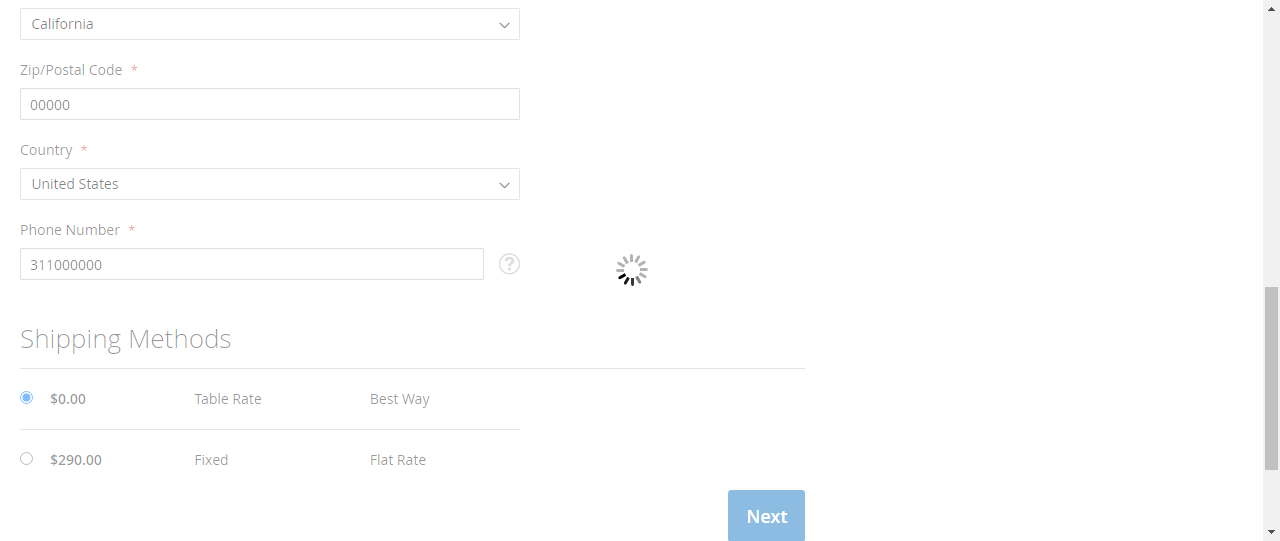 California
Zip/Postal Code *
00000
Country *
United States
Phone Number *
311000000
?
Shipping Methods
$0.00 Table Rate Best Way
$290.00 Fixed Flat Rate
Next